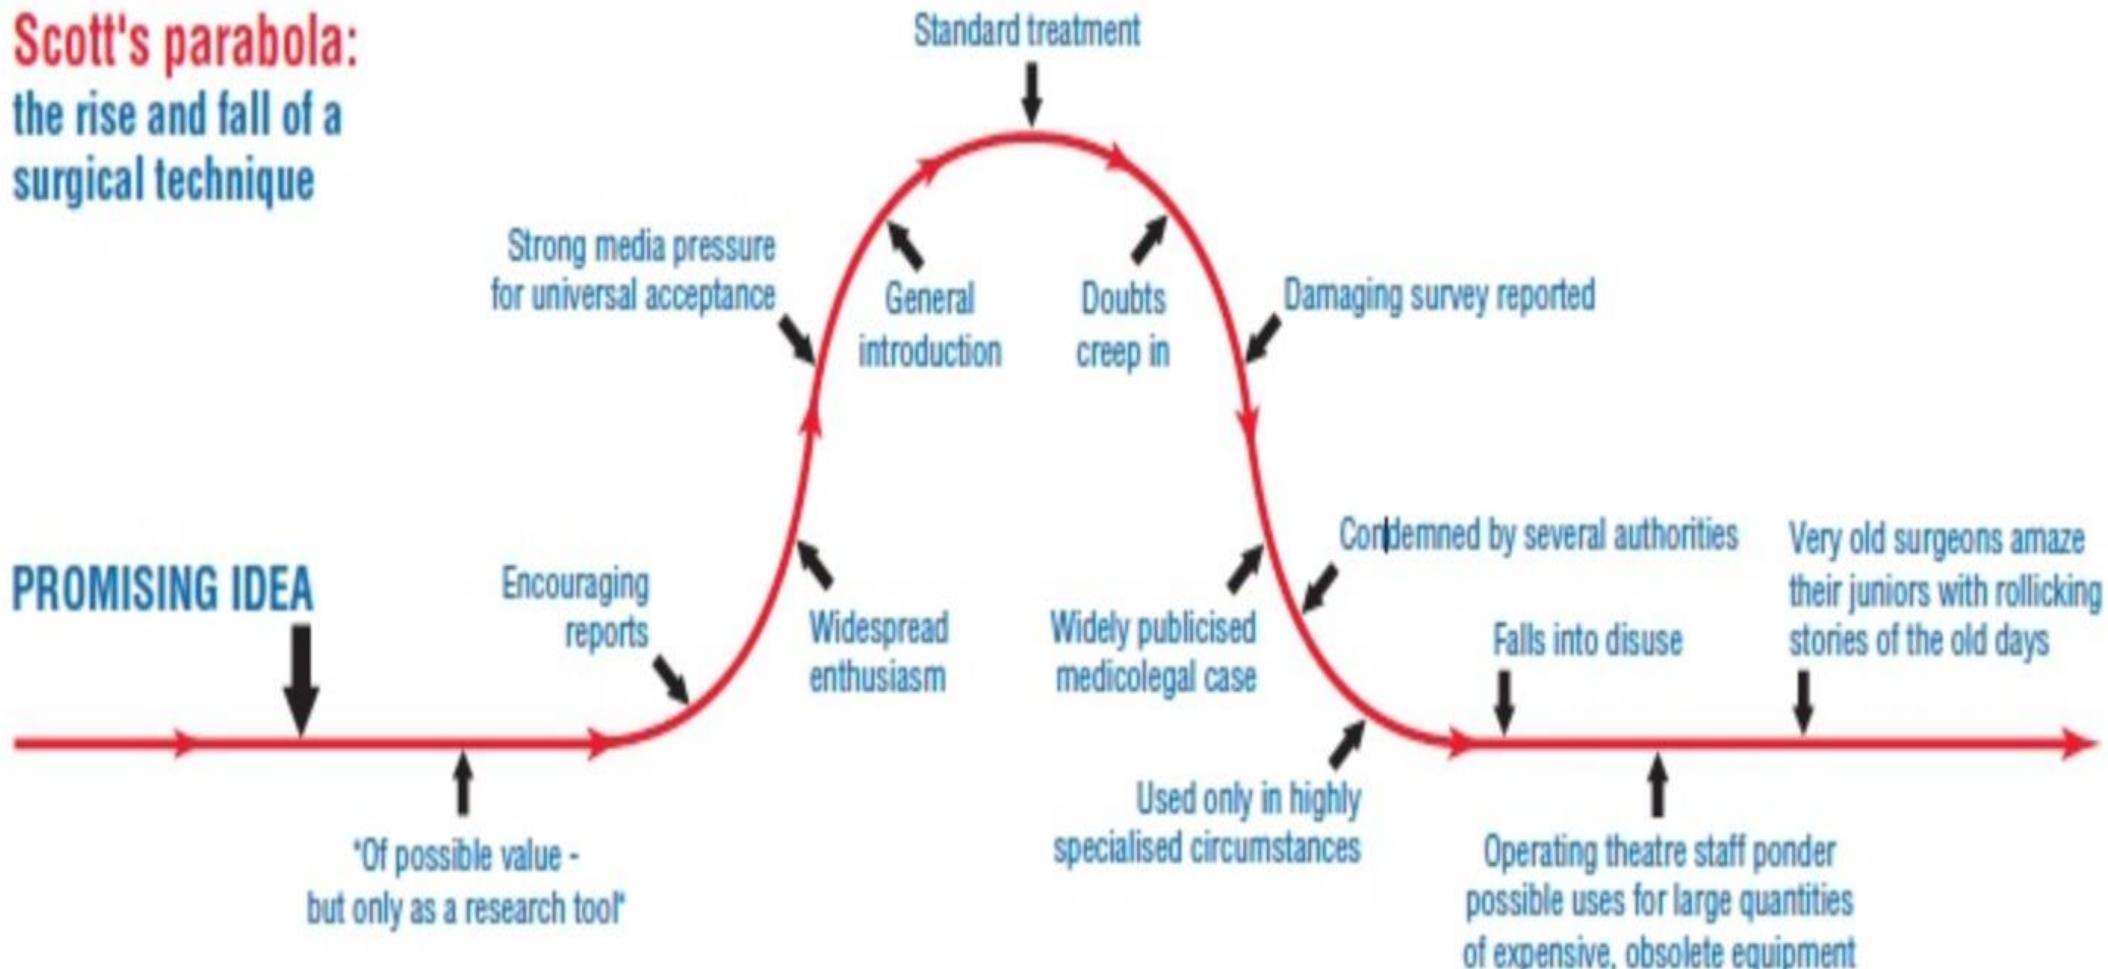 Scott's parabola:
the rise and fall of a
surgical technique
PROMISING IDEA
"Of possible value -
but only as a research tool"
Encouraging
reports
Widespread
enthusiasm
Strong media pressure
for universal acceptance
General
introduction
Standard treatment
Doubts
creep in
Damaging survey reported
Widely publicised
medicolegal case
Condemned by several authorities
Used only in highly
specialised circumstances
Falls into disuse
Operating theatre staff ponder
possible uses for large quantities
of expensive, obsolete equipment
Very old surgeons amaze
their juniors with rollicking
stories of the old days